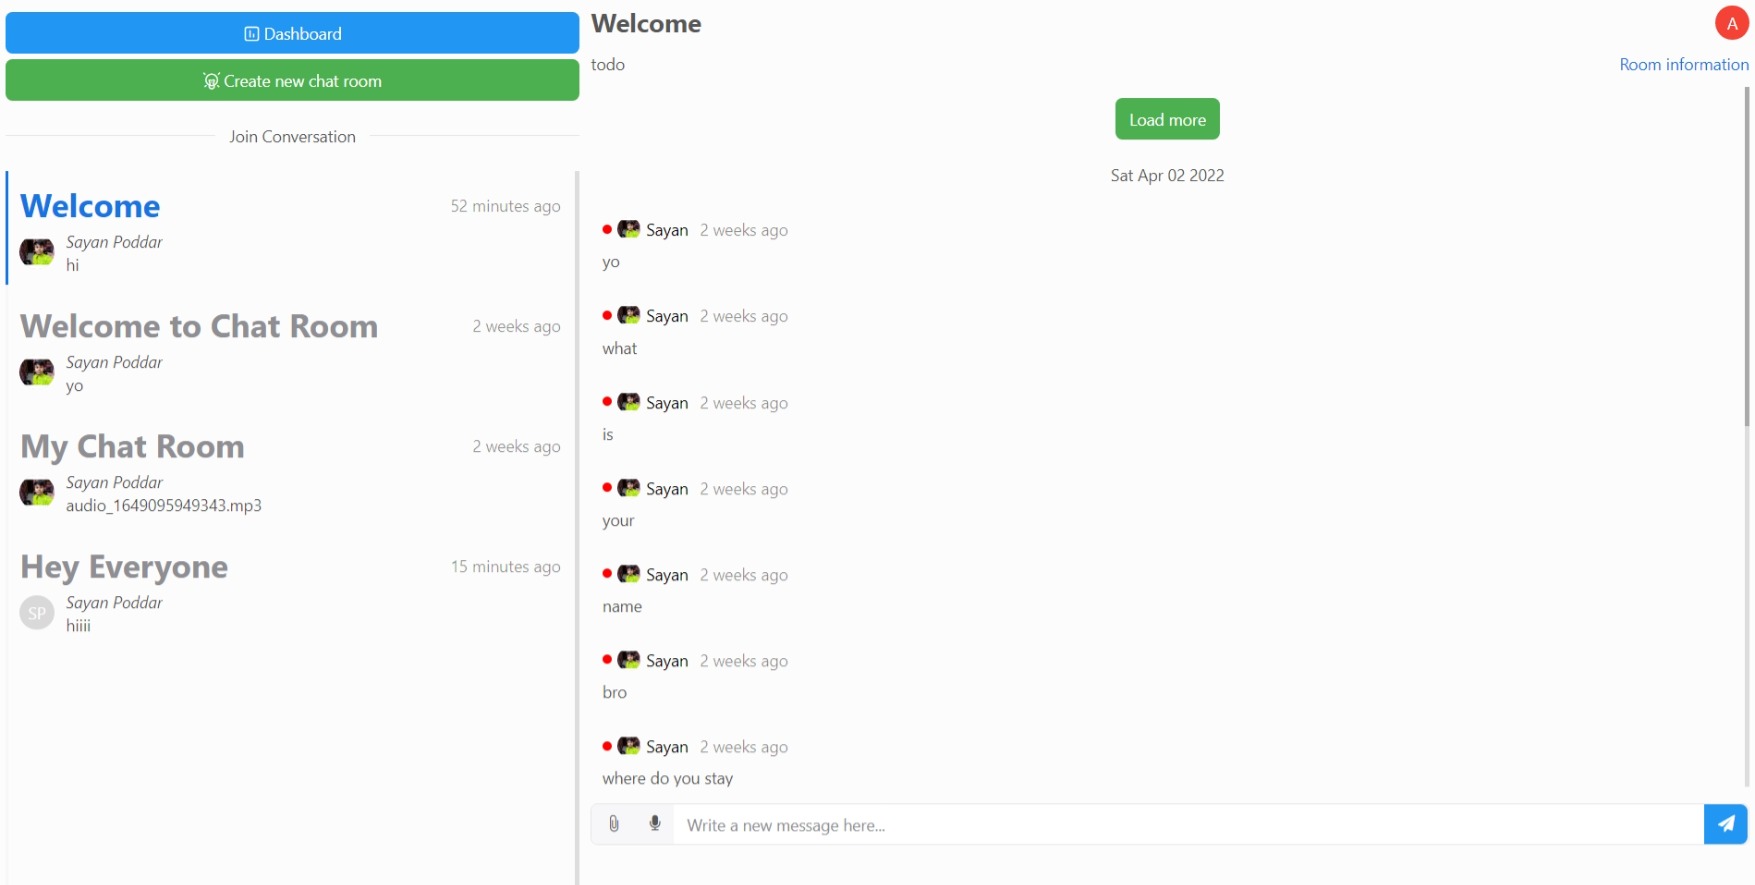 Dashboard
Create new chat room
Join Conversation
Welcome
52 minutes ago
Sayan Poddar
hi
Welcome to Chat Room
2 weeks ago
Sayan Poddar
yo
My Chat Room
2 weeks ago
Sayan Poddar
audio_1649095949343.mp3
Hey Everyone
15 minutes ago
SP
Sayan Poddar
hiiii
Welcome
A
todo
Room information
Load more
Sat Apr 02 2022
Sayan 2 weeks ago
yo
Sayan 2 weeks ago
what
Sayan 2 weeks ago
is
Sayan 2 weeks ago
your
Sayan 2 weeks ago
name
Sayan 2 weeks ago
bro
Sayan 2 weeks ago
where do you stay
Write a new message here...